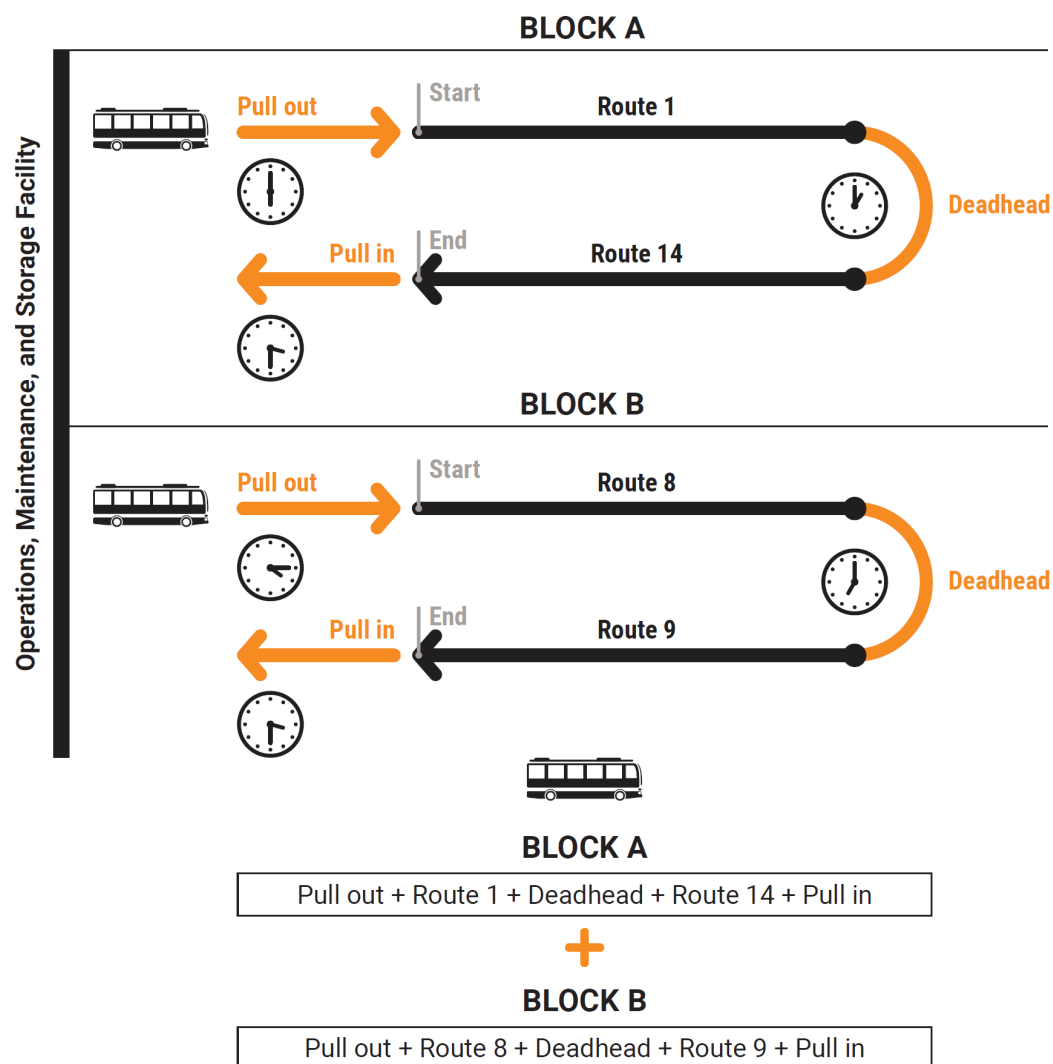 BLOCK A
Operations, Maintenance, and Storage Facility
Pull out
Start
Route 1
Deadhead
Pull in
End
Route 14
BLOCK B
Pull out
Start
Route 8
Deadhead
Pull in
End
Route 9
BLOCK A
Pull out + Route 1 + Deadhead + Route 14 + Pull in
+
BLOCK B
Pull out + Route 8 + Deadhead + Route 9 + Pull in